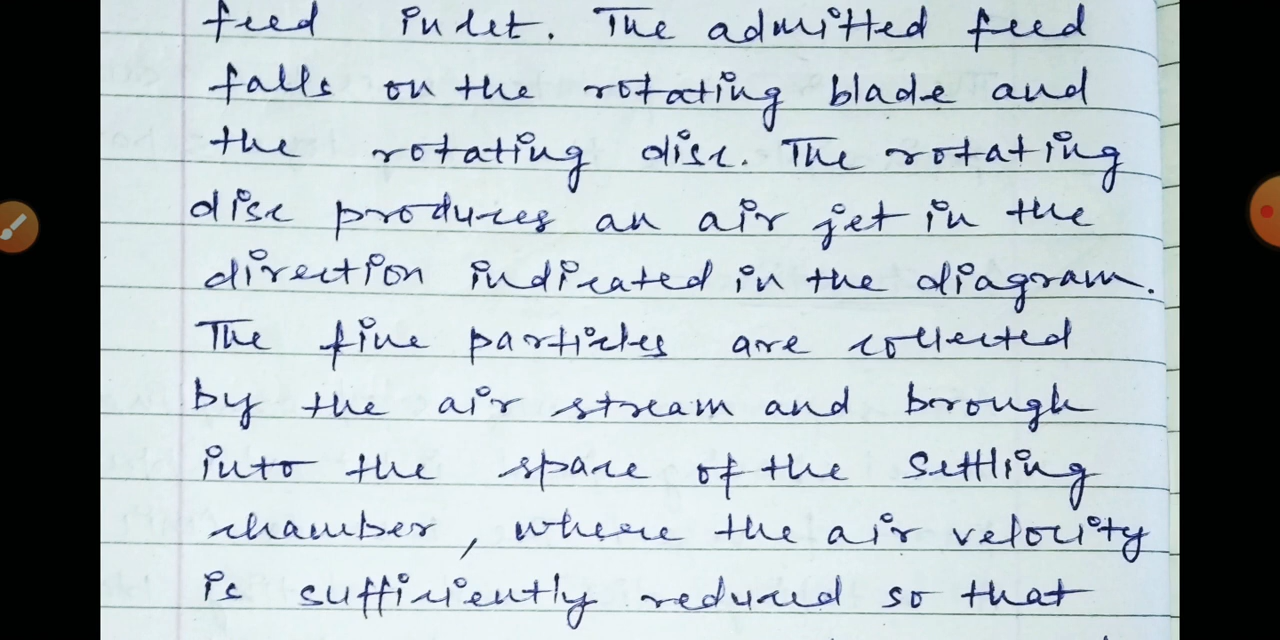 feed inlet. The admitted feed
falls on the rotating blade and
the rotating disc. The rotating
disc produces an air jet in the
direction indicated in the diagram.
The fine particles are collected
by the air stream and brough
into the space of the settling
chamber, where the air velocity
is sufficiently reduced so that